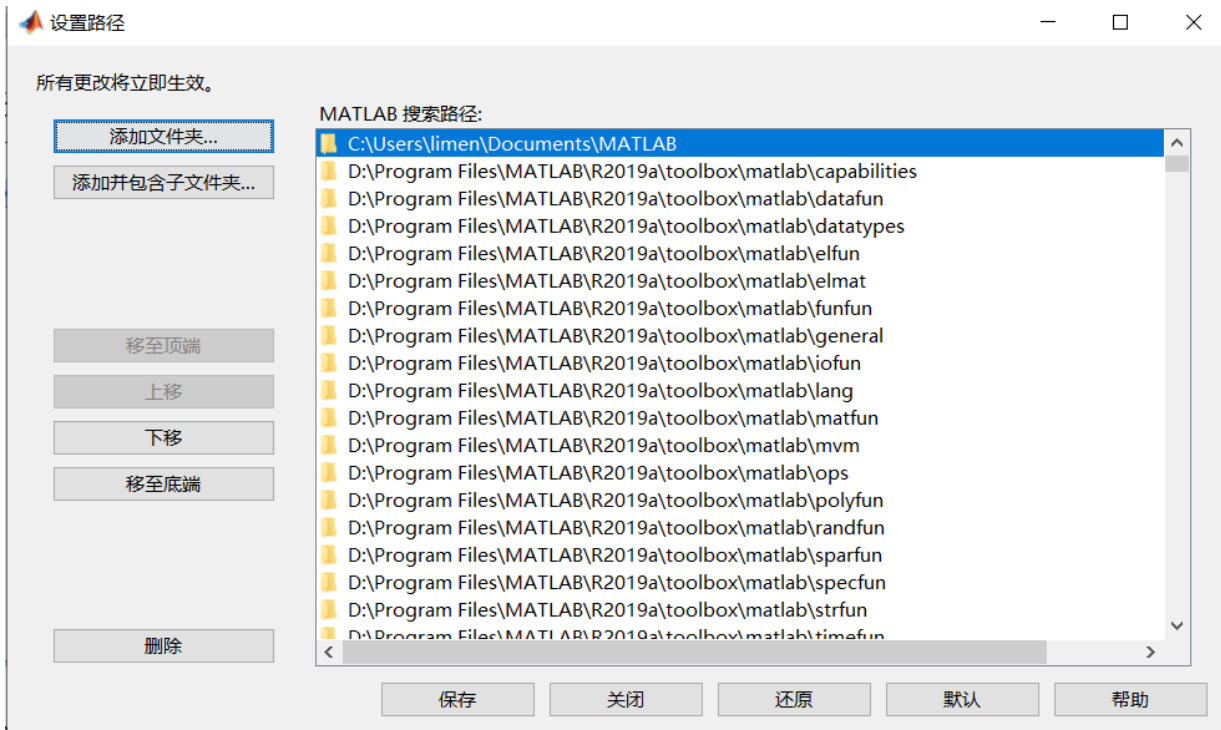 设置路径
所有更改将立即生效。
添加文件夹...
添加并包含子文件夹...
移至顶端
上移
下移
移至底端
删除
MATLAB 搜索路径:
C:\Users\limen\Documents\MATLAB
D:\Program Files\MATLAB\R2019a\toolbox\matlab\capabilities
D:\Program Files\MATLAB\R2019a\toolbox\matlab\datafun
D:\Program Files\MATLAB\R2019a\toolbox\matlab\datatypes
D:\Program Files\MATLAB\R2019a\toolbox\matlab\elfun
D:\Program Files\MATLAB\R2019a\toolbox\matlab\elmat
D:\Program Files\MATLAB\R2019a\toolbox\matlab\funfun
D:\Program Files\MATLAB\R2019a\toolbox\matlab\general
D:\Program Files\MATLAB\R2019a\toolbox\matlab\iofun
D:\Program Files\MATLAB\R2019a\toolbox\matlab\lang
D:\Program Files\MATLAB\R2019a\toolbox\matlab\matfun
D:\Program Files\MATLAB\R2019a\toolbox\matlab\mvm
D:\Program Files\MATLAB\R2019a\toolbox\matlab\ops
D:\Program Files\MATLAB\R2019a\toolbox\matlab\polyfun
D:\Program Files\MATLAB\R2019a\toolbox\matlab\randfun
D:\Program Files\MATLAB\R2019a\toolbox\matlab\sparfun
D:\Program Files\MATLAB\R2019a\toolbox\matlab\specfun
D:\Program Files\MATLAB\R2019a\toolbox\matlab\strfun
D:\Program Files\MATLAB\R2019a\toolbox\matlab\timefun
保存
关闭
还原
默认
帮助